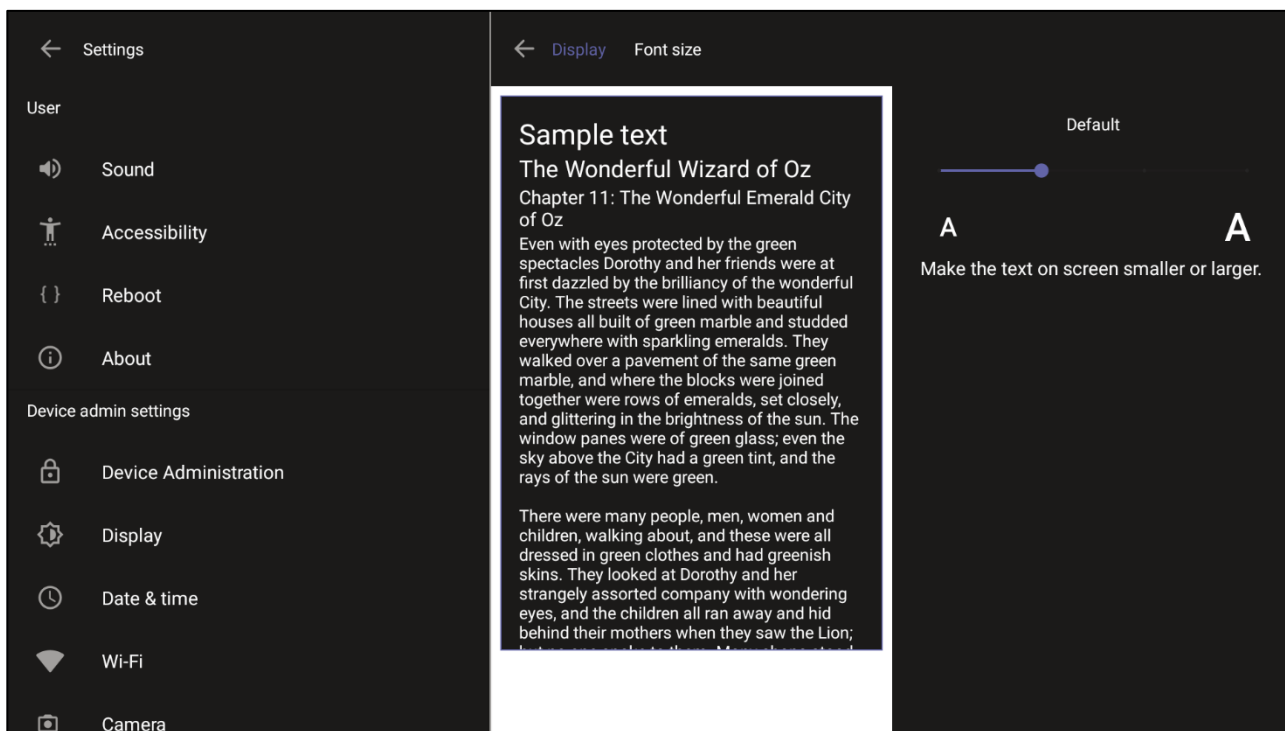 Settings
User
Sound
Accessibility
{ } Reboot
About
Device admin settings
Device Administration
Display
Date & time
Wi-Fi
Camera
Display Font size
Sample text
The Wonderful Wizard of Oz
Chapter 11: The Wonderful Emerald City
of Oz
Even with eyes protected by the green
spectacles Dorothy and her friends were at
first dazzled by the brilliancy of the wonderful
City. The streets were lined with beautiful
houses all built of green marble and studded
everywhere with sparkling emeralds. They
walked over a pavement of the same green
marble, and where the blocks were joined
together were rows of emeralds, set closely,
and glittering in the brightness of the sun. The
window panes were of green glass; even the
sky above the City had a green tint, and the
rays of the sun were green.
There were many people, men, women and
children, walking about, and these were all
dressed in green clothes and had greenish
skins. They looked at Dorothy and her
strangely assorted company with wondering
eyes, and the children all ran away and hid
behind their mothers when they saw the Lion;
Default
A A
Make the text on screen smaller or larger.